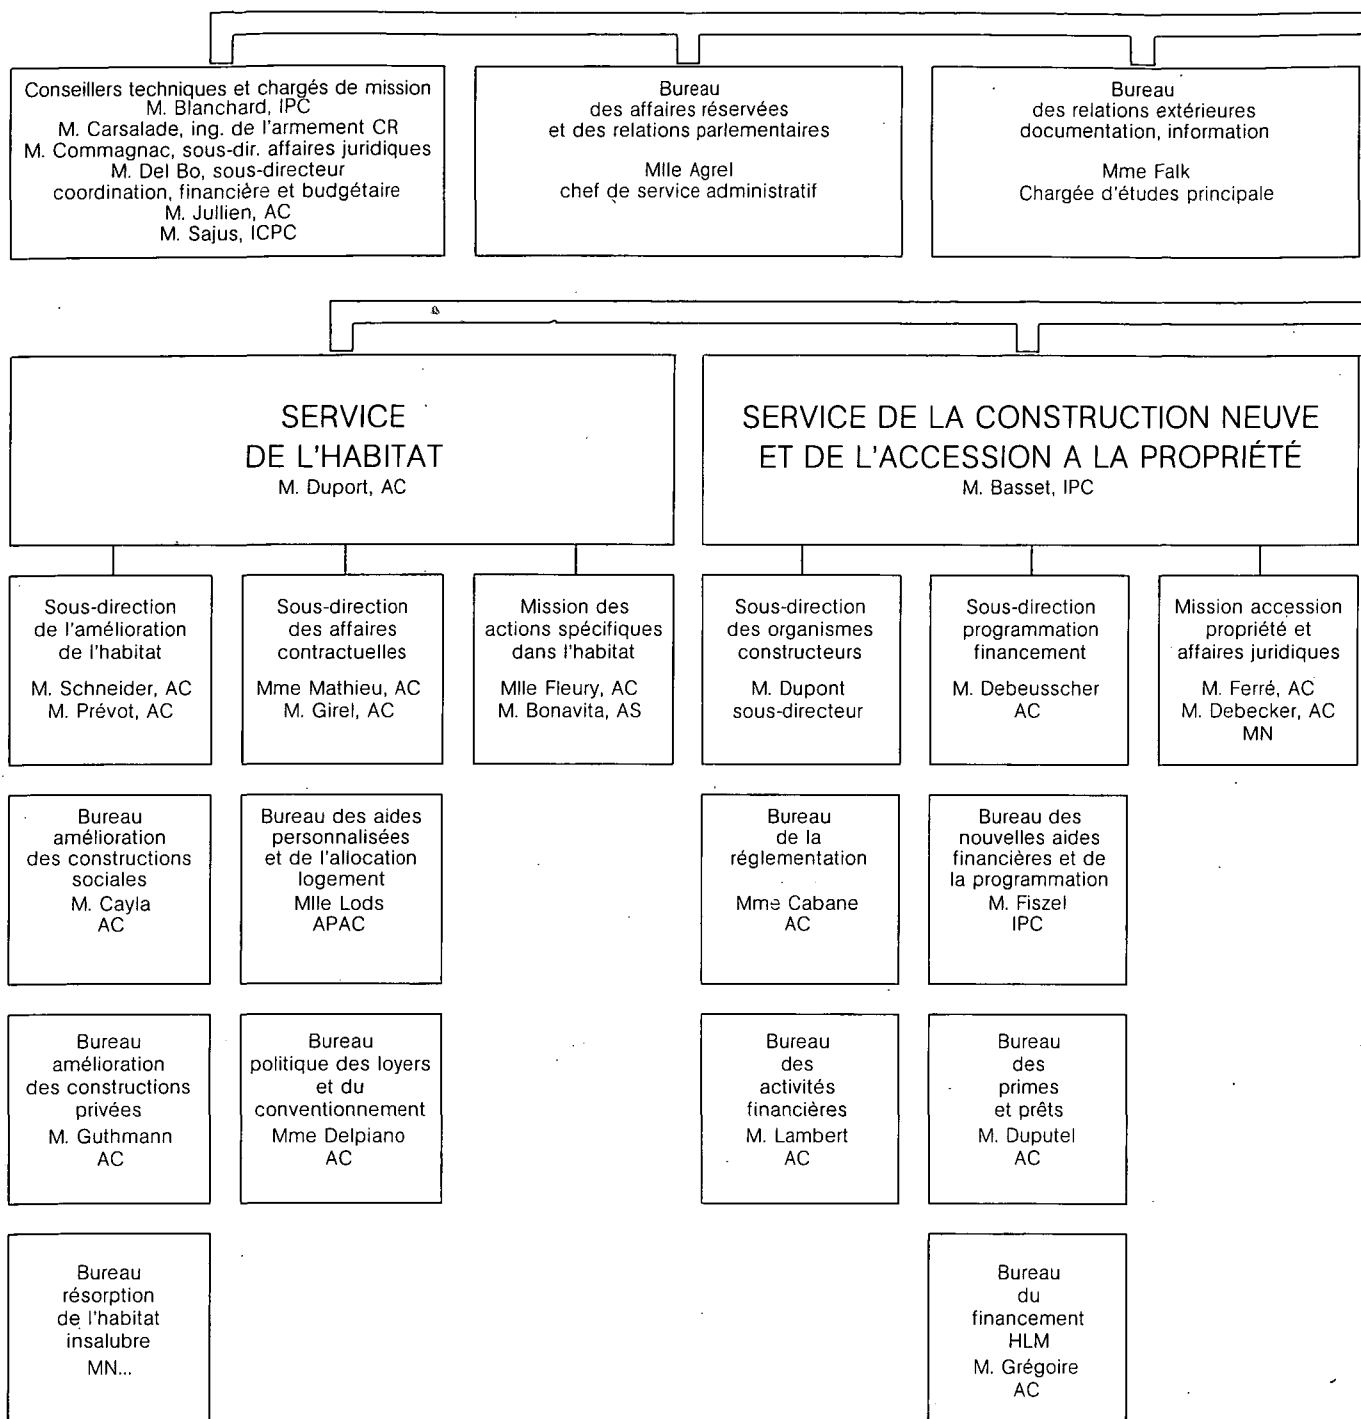 Conseillers techniques et chargés de mission
M. Blanchard, IPC
M. Carsalade, ing. de l'armement CR
M. Commagnac, sous-dir. affaires juridiques
M. Del Bo, sous-directeur
coordination, financière et budgétaire
M. Jullien, AC
M. Sajus, ICPC
Bureau
des affaires réservées
et des relations parlementaires
Mlle Agrel
chef de service administratif
Bureau
des relations extérieures
documentation, information
Mme Falk
Chargée d'études principale
SERVICE
DE L'HABITAT
M. Duport, AC
SERVICE DE LA CONSTRUCTION NEUVE
ET DE L'ACCESSION A LA PROPRIÉTÉ
M. Basset, IPC
Sous-direction
de l'amélioration
de l'habitat
M. Schneider, AC
M. Prévot, AC
Sous-direction
des affaires
contractuelles
Mme Mathieu, AC
M. Girel, AC
Mission des
actions spécifiques
dans l'habitat
Mlle Fleury, AC
M. Bonavita, AS
Sous-direction
des organismes
constructeurs
M. Dupont
sous-directeur
Sous-direction
programmation
financement
M. Debeusscher
AC
Mission accession
propriété et
affaires juridiques
M. Ferré, AC
M. Debecker, AC
MN
Bureau
amélioration
des constructions
sociales
M. Cayla
AC
Bureau des aides
personnalisées
et de l'allocation
logement
Mlle Lods
APAC
Bureau
de la
réglementation
Mme Cabane
AC
Bureau des
nouvelles aides
financières et de
la programmation
M. Fiszel
IPC
Bureau
amélioration
des constructions
privées
M. Guthmann
AC
Bureau
politique des loyers
et du
conventionnement
Mme Delpiano
AC
Bureau
des
activités
financières
M. Lambert
AC
Bureau
des
primes
et prêts
M. Duputel
AC
Bureau
résorption
de l'habitat
insalubre
MN...
Bureau
du
financement
HLM
M. Grégoire
AC